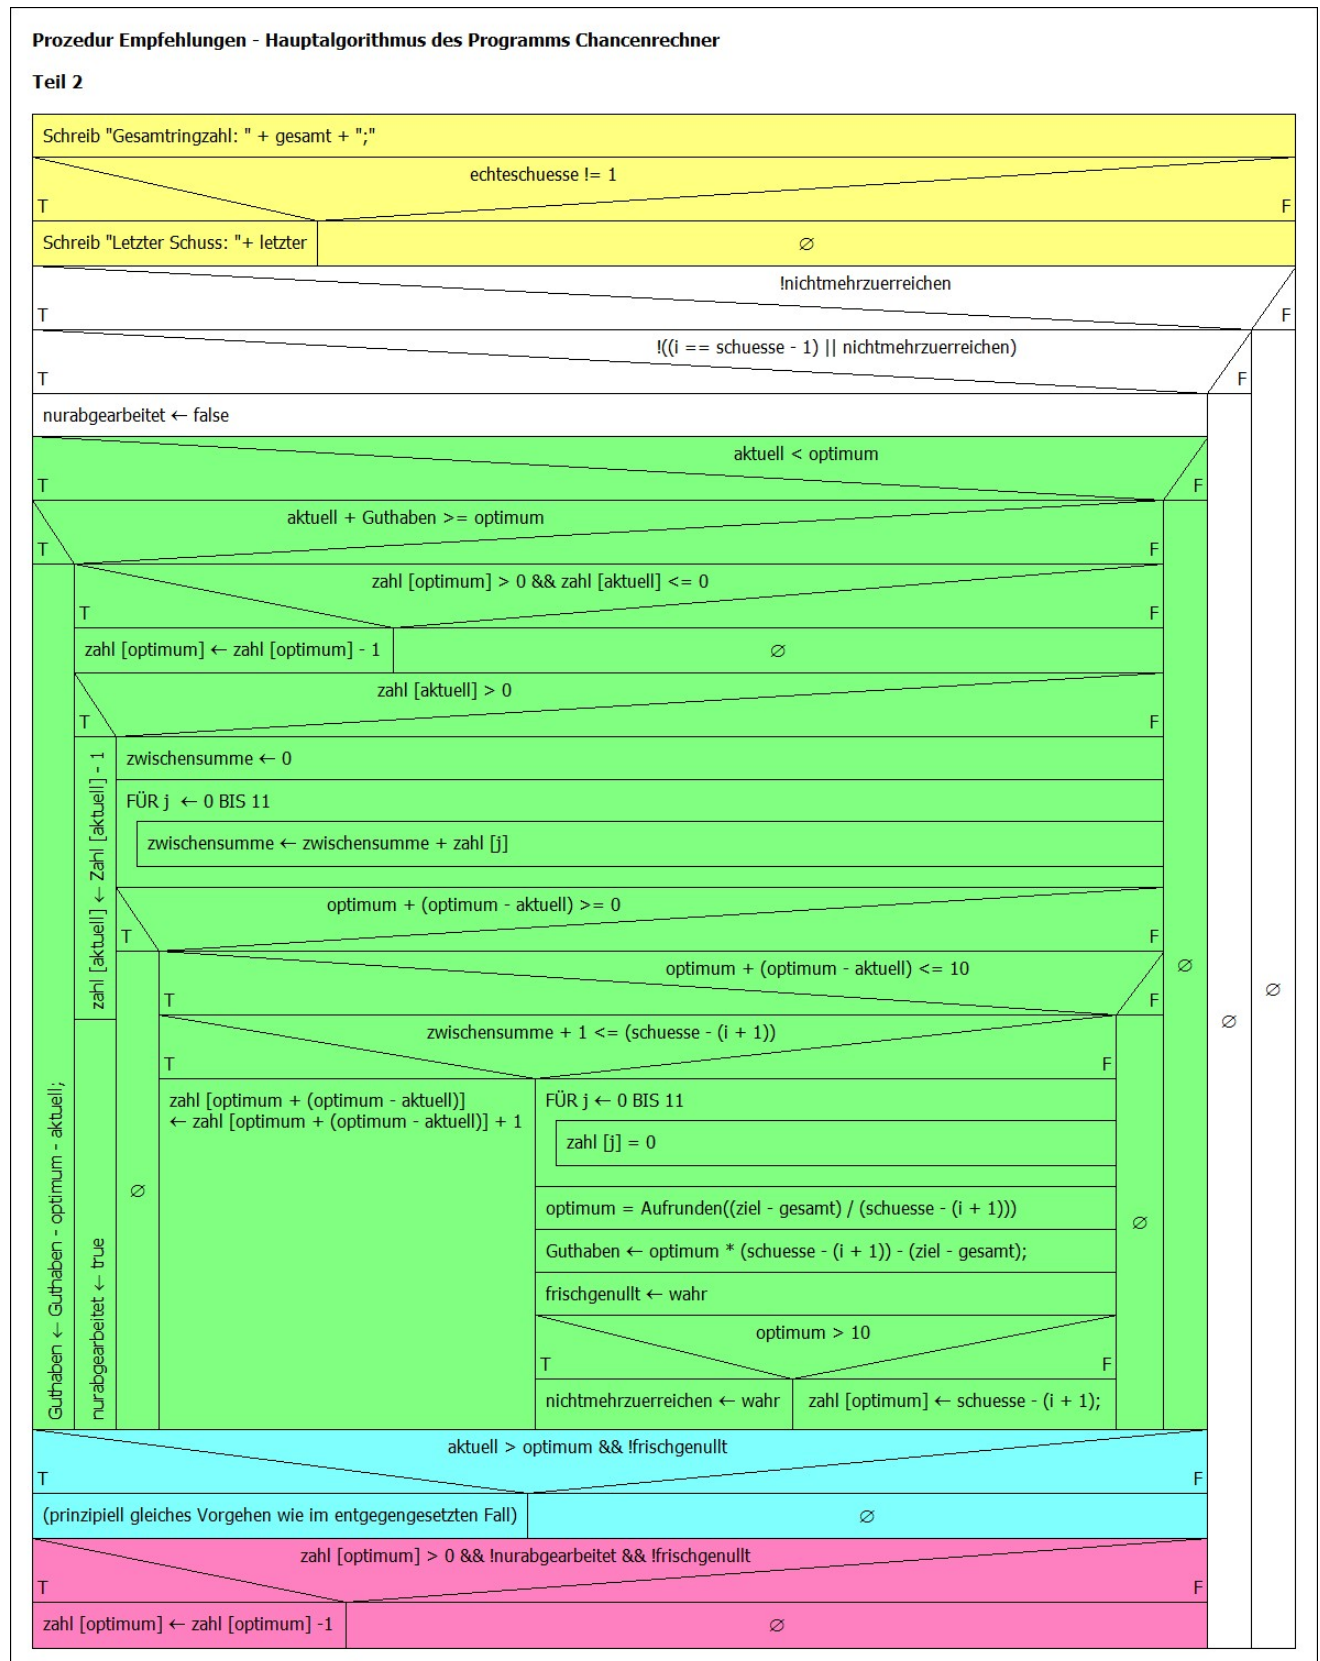 Prozedur Empfehlungen - Hauptalgorithmus des Programms Chancenrechner
Teil 2
Schreib "Gesamtringzahl: " + gesamt + ";"
echteschuesse != 1
T
F
Schreib "Letzter Schuss: "+ letzter
∅
!nichtmehrzuerreichen
T
F
!((i == schuesse - 1) || nichtmehrzuerreichen)
T
F
nurabgearbeitet ← false
aktuell < optimum
T
F
aktuell + Guthaben >= optimum
T
F
zahl [optimum] > 0 && zahl [aktuell] <= 0
T
F
zahl [optimum] ← zahl [optimum] - 1
∅
zahl [aktuell] > 0
T
F
zahl [aktuell] ← Zahl [aktuell] - 1
nurabgearbeitet ← true
Guthaben ← Guthaben - optimum - aktuell;
zwischensumme ← 0
FÜR j ← 0 BIS 11
zwischensumme ← zwischensumme + zahl [j]
optimum + (optimum - aktuell) >= 0
T
F
∅
optimum + (optimum - aktuell) <= 10
T
F
zwischensumme + 1 <= (schuesse - (i + 1))
T
F
zahl [optimum + (optimum - aktuell)]
← zahl [optimum + (optimum - aktuell)] + 1
FÜR j ← 0 BIS 11
zahl [j] = 0
optimum = Aufrunden((ziel - gesamt) / (schuesse - (i + 1)))
Guthaben ← optimum * (schuesse - (i + 1)) - (ziel - gesamt);
frischgenullt ← wahr
optimum > 10
T
F
nichtmehrzuerreichen ← wahr
zahl [optimum] ← schuesse - (i + 1);
∅
∅
∅
∅
aktuell > optimum && !frischgenullt
T
F
(prinzipiell gleiches Vorgehen wie im entgegengesetzten Fall)
∅
zahl [optimum] > 0 && !nurabgearbeitet && !frischgenullt
T
F
zahl [optimum] ← zahl [optimum] -1
∅